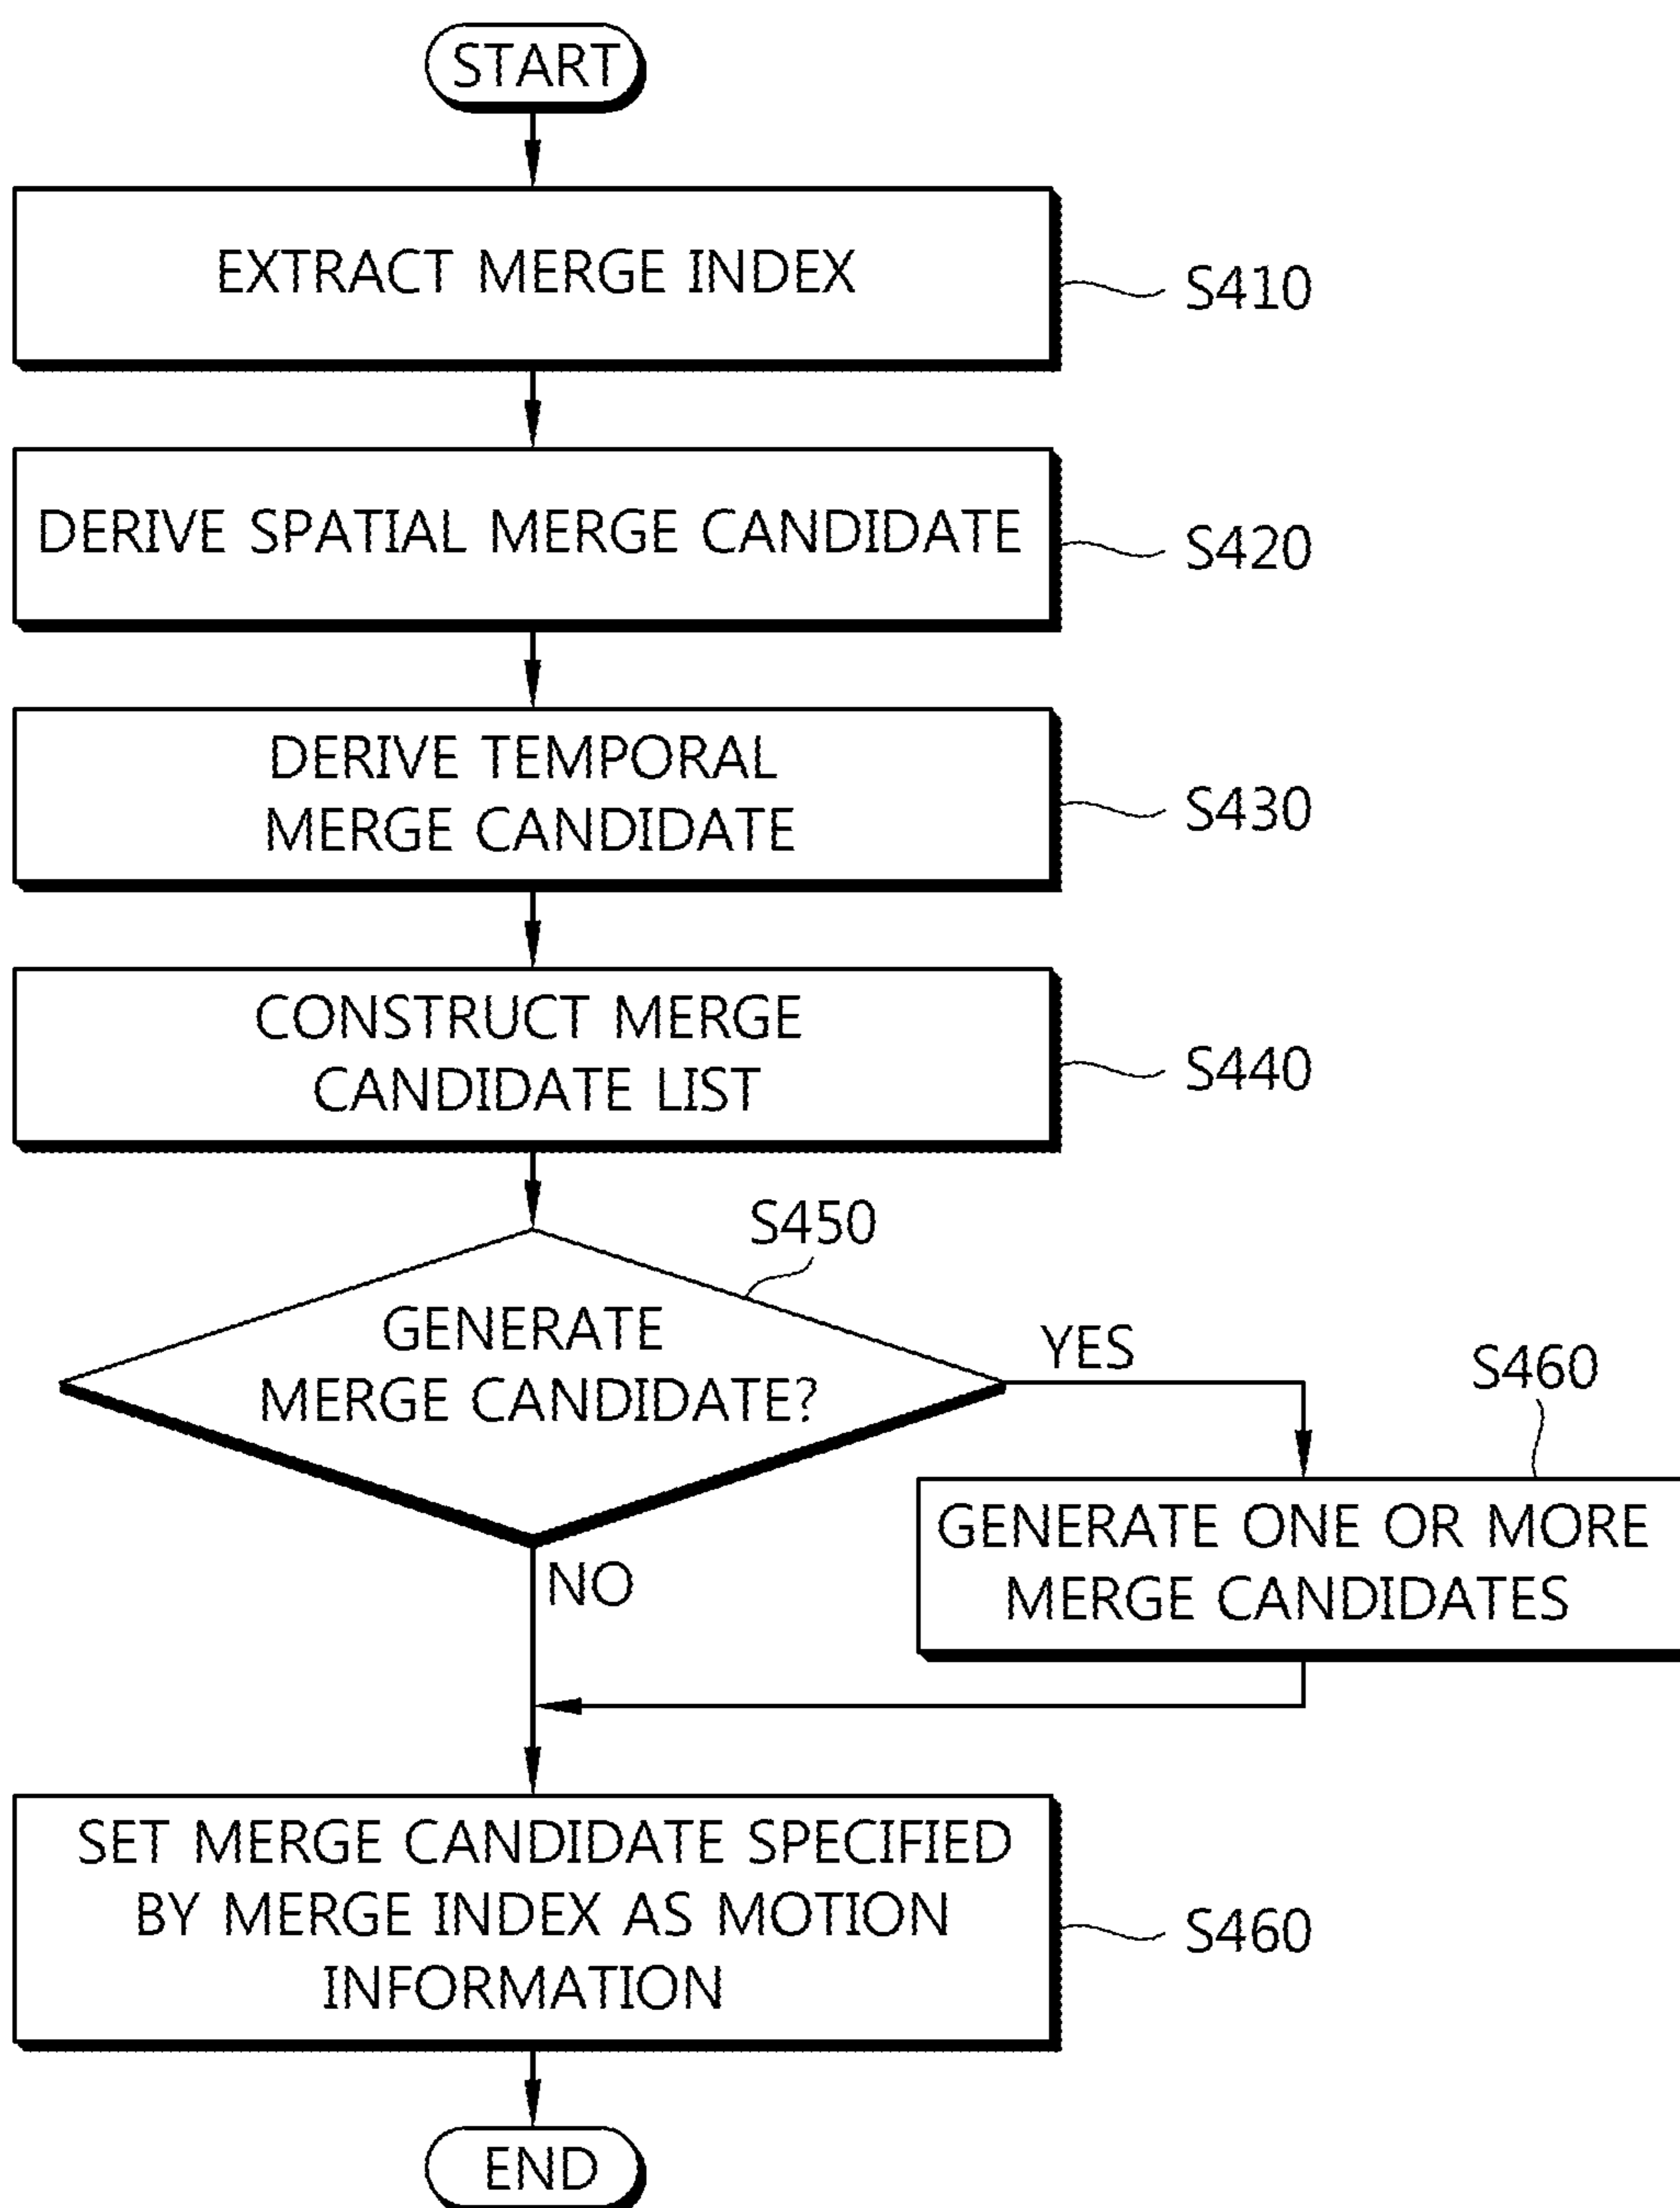 START
EXTRACT MERGE INDEX
S410
DERIVE SPATIAL MERGE CANDIDATE
S420
DERIVE TEMPORAL
MERGE CANDIDATE
S430
CONSTRUCT MERGE
CANDIDATE LIST
S440
S450
GENERATE
MERGE CANDIDATE?
YES
S460
GENERATE ONE OR MORE
MERGE CANDIDATES
NO
SET MERGE CANDIDATE SPECIFIED
BY MERGE INDEX AS MOTION
INFORMATION
S460
END